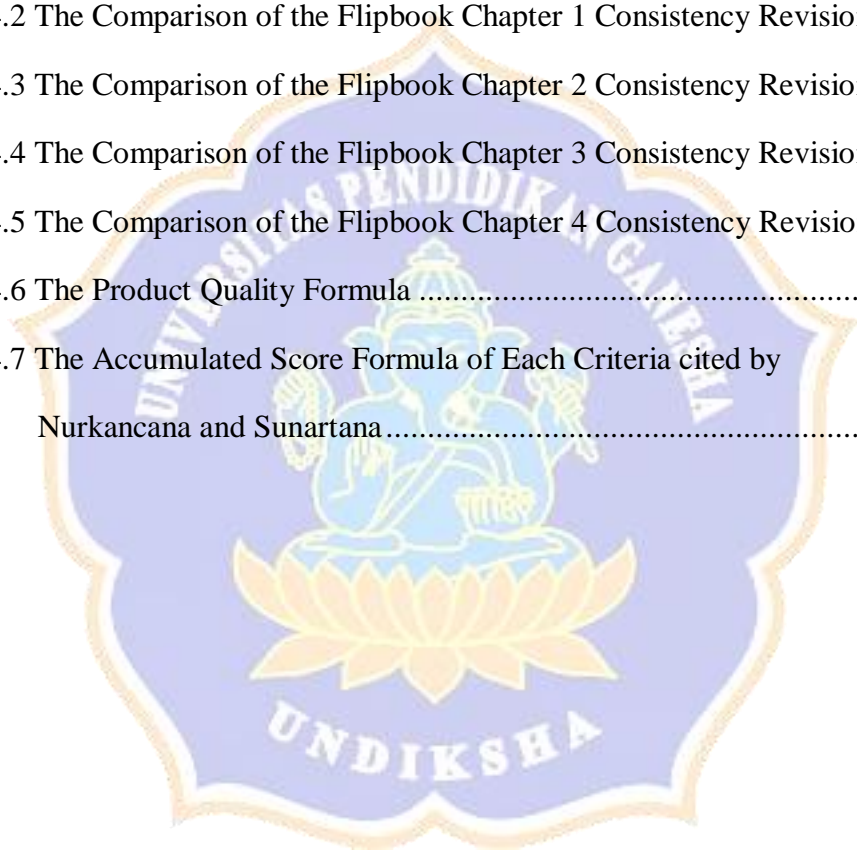 .2 The Comparison of the Flipbook Chapter 1 Consistency Revision
.3 The Comparison of the Flipbook Chapter 2 Consistency Revision
.4 The Comparison of the Flipbook Chapter 3 Consistency Revision
.5 The Comparison of the Flipbook Chapter 4 Consistency Revisio
.6 The Product Quality Formula ......................................................
.7 The Accumulated Score Formula of Each Criteria cited by
Nurkancana and Sunartana..........................................................
UNIVERSITAS PENDIDIKAN GANESHA
UNDIKSHA